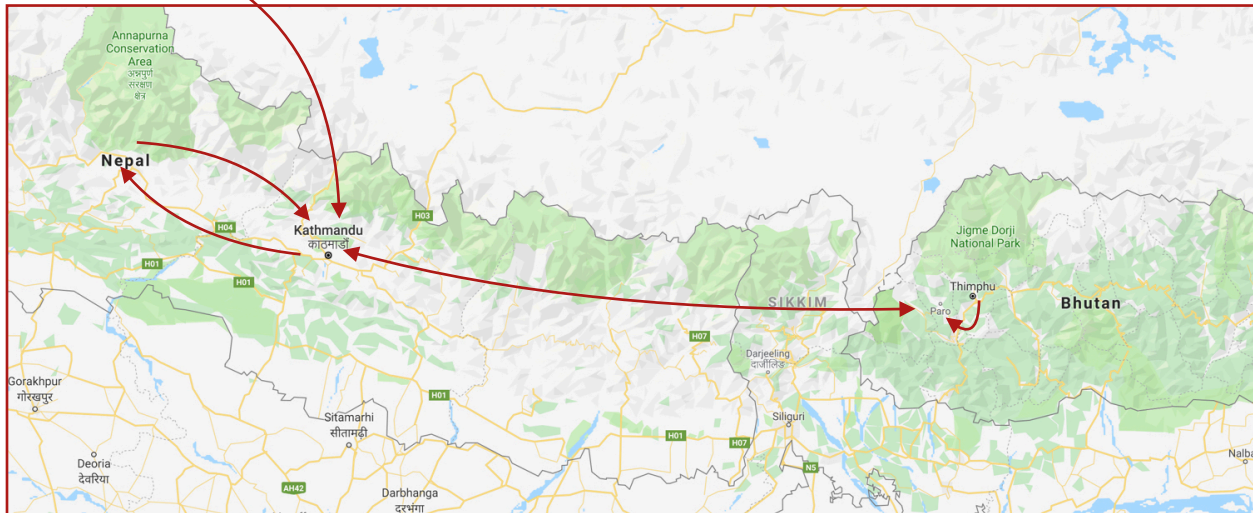 Annapurna
Conservation
Area
अन्नपूर्ण
संरक्षण
क्षेत्र
Nepal
H03
H04
Kathmandu
काठमाडौँ
H01
H01
Jigme Dorji
National Park
Thimphu
Paro
Bhutan
SIKKIM
H07
Darjeeling
दार्जीलिङ
Gorakhpur
गोरखपुर
H01
Sitamarhi
सीतामढ़ी
Siliguri
H01
H07
Deoria
देवरिया
N5
Nalba
AH42
Darbhanga
दरभंगा